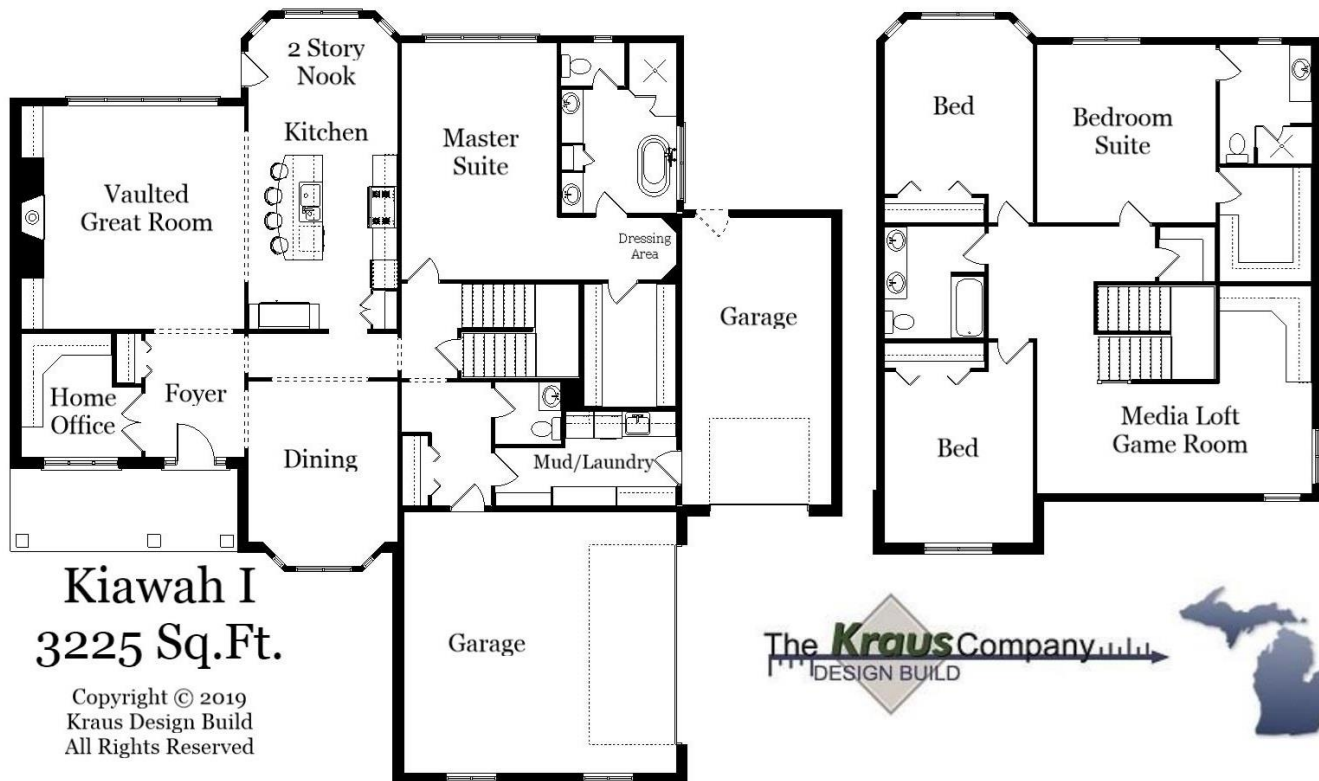 2 Story
Nook
Kitchen
Vaulted
Great Room
Master
Suite
Dressing
Area
Garage
Home
Office
Foyer
Dining
Mud/Laundry
Garage
Bed
Bedroom
Suite
Bed
Media Loft
Game Room
Kiawah I
3225 Sq.Ft.
Copyright © 2019
Kraus Design Build
All Rights Reserved
The Kraus Company
DESIGN BUILD